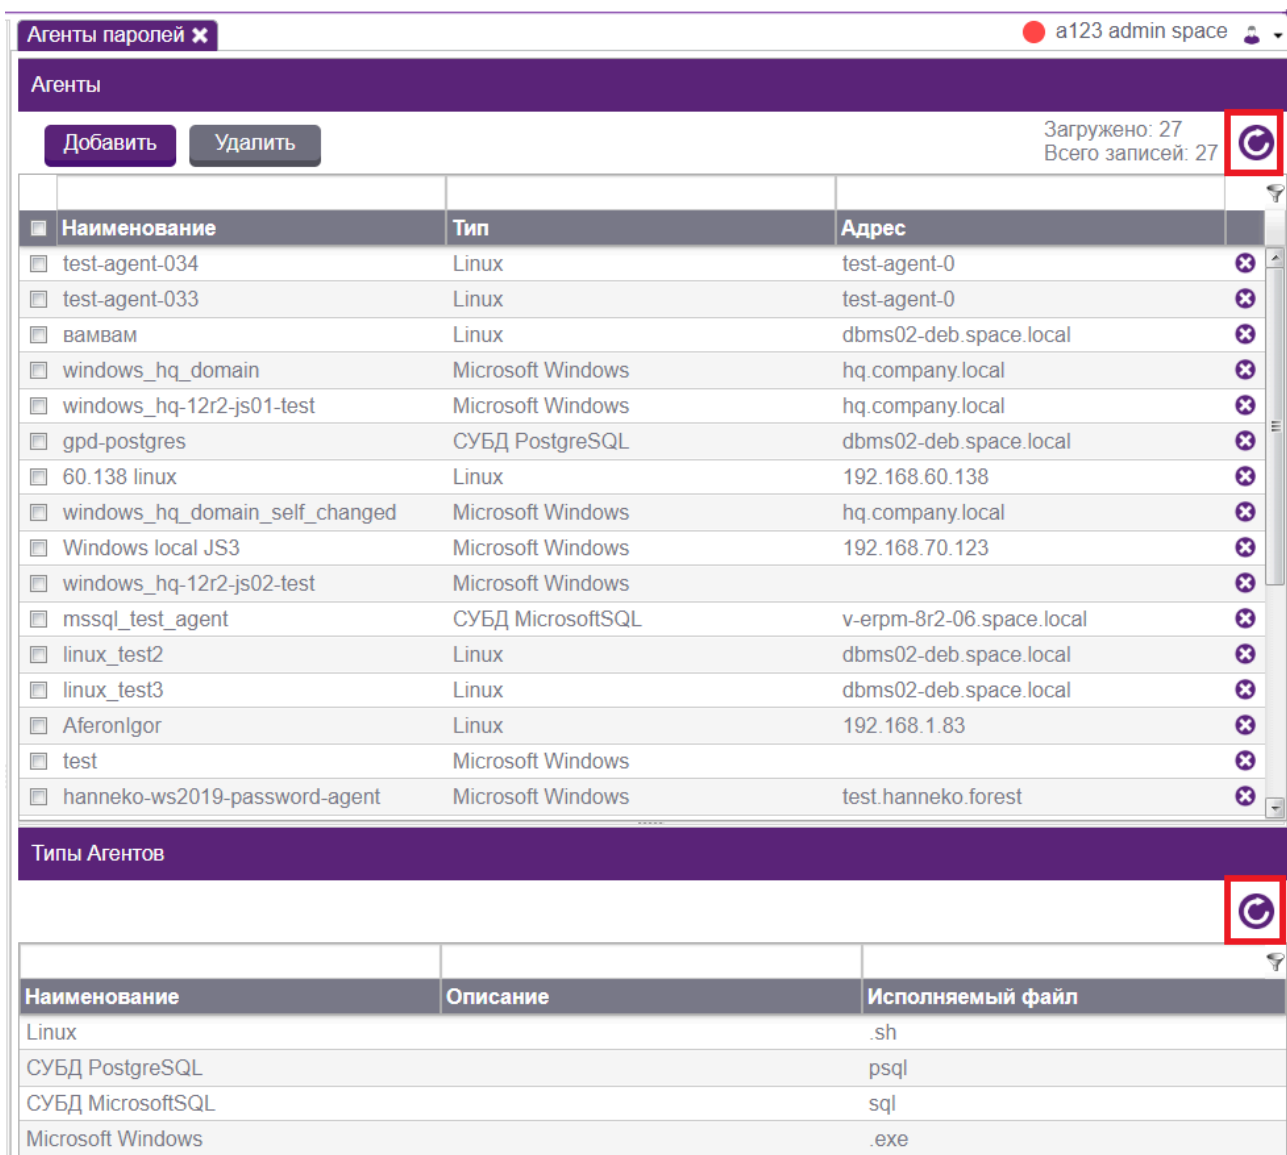 Агенты паролей
a123 admin space
Агенты
Добавить Удалить
Загружено: 27
Всего записей: 27
Наименование Тип Адрес
test-agent-034 Linux test-agent-0
test-agent-033 Linux test-agent-0
вамвам Linux dbms02-deb.space.local
windows_hq_domain Microsoft Windows hq.company.local
windows_hq-12r2-js01-test Microsoft Windows hq.company.local
gpd-postgres СУБД PostgreSQL dbms02-deb.space.local
60.138 linux Linux 192.168.60.138
windows_hq_domain_self_changed Microsoft Windows hq.company.local
Windows local JS3 Microsoft Windows 192.168.70.123
windows_hq-12r2-js02-test Microsoft Windows
mssql_test_agent СУБД MicrosoftSQL v-erpm-8r2-06.space.local
linux_test2 Linux dbms02-deb.space.local
linux_test3 Linux dbms02-deb.space.local
AferonIgor Linux 192.168.1.83
test Microsoft Windows
hanneko-ws2019-password-agent Microsoft Windows test.hanneko.forest
Типы Агентов
Наименование Описание Исполняемый файл
Linux .sh
СУБД PostgreSQL psql
СУБД MicrosoftSQL sql
Microsoft Windows .exe